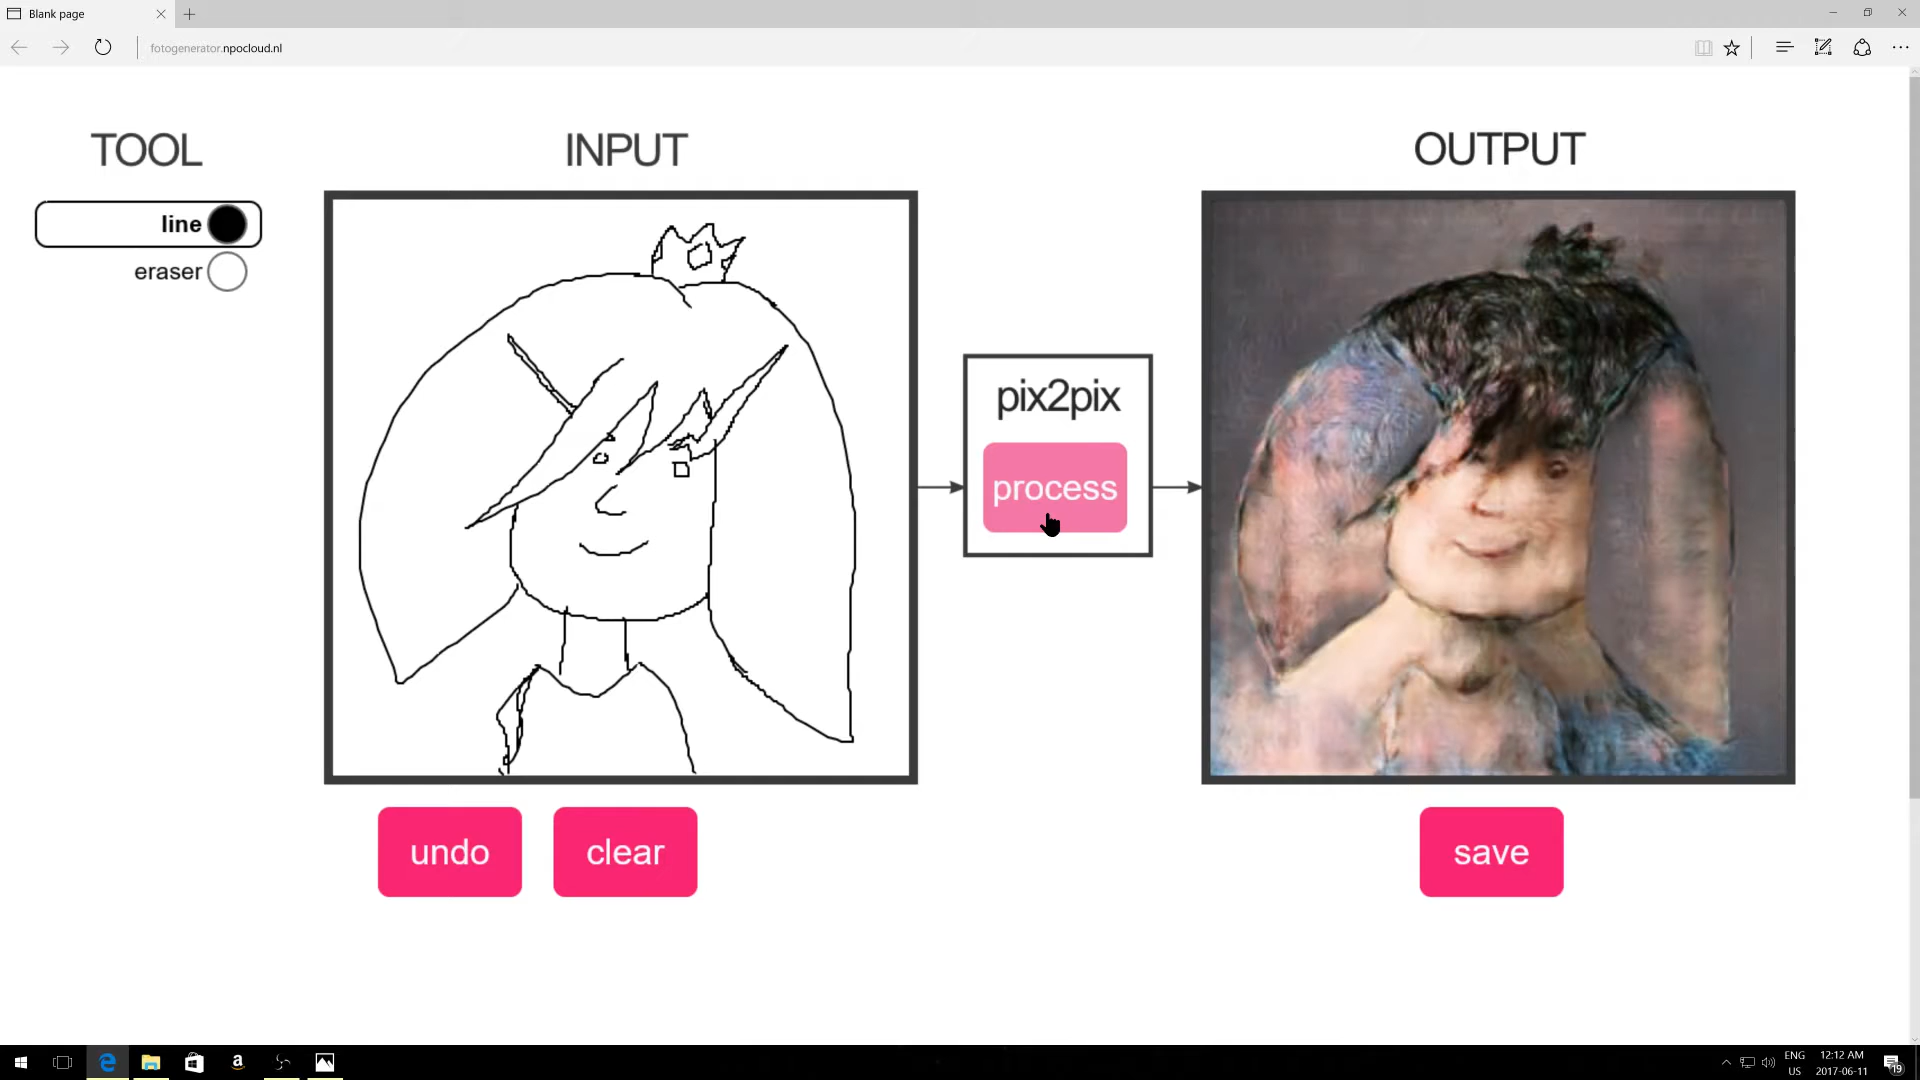 Blank page
fotogenerator.npocloud.nl
TOOL
INPUT
OUTPUT
line
eraser
pix2pix
process
undo
clear
save
ENG
US
12:12 AM
2017-06-11
19